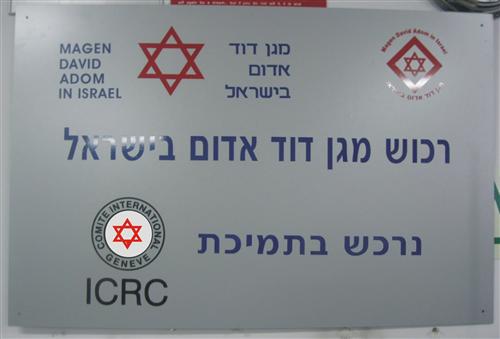 MAGEN
DAVID
ADOM
IN ISRAEL
מגן דוד
אדום
בישראל
Magen David Adom in Israel
מגן דוד אדום בישראל
רכוש מגן דוד אדום בישראל
COMITE INTERNATIONAL
GENEVE
ICRC
נרכש בתמיכת